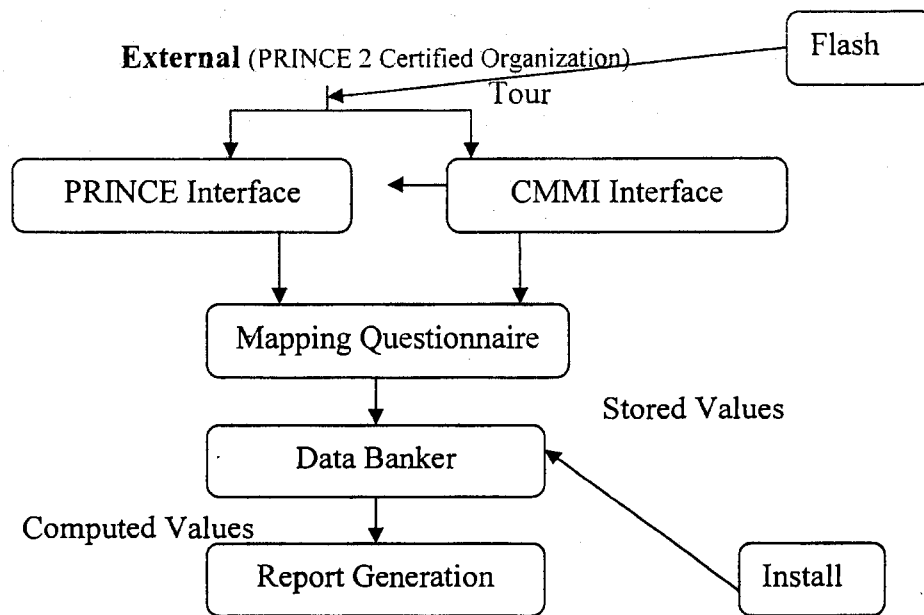 Flash
External (PRINCE 2 Certified Organization)
Tour
PRINCE Interface
CMMI Interface
Mapping Questionnaire
Stored Values
Data Banker
Computed Values
Report Generation
Install